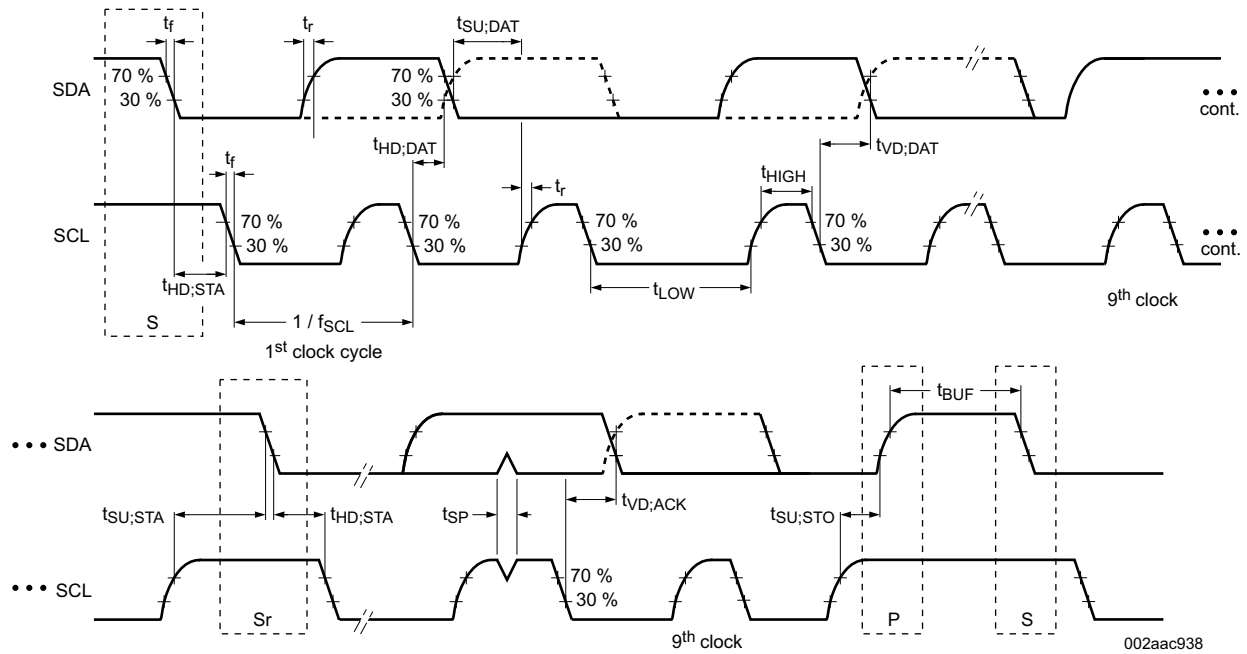 tf
tr
tSU;DAT
70 %
30 %
SDA
70 %
30 %
cont.
tHD;DAT
tVD;DAT
tf
tr
tHIGH
SCL
70 %
30 %
70 %
30 %
70 %
30 %
70 %
30 %
cont.
tHD;STA
tLOW
9th clock
S
1 / fSCL
1st clock cycle
tBUF
••• SDA
tSU;STA
tHD;STA
tSP
tVD;ACK
tSU;STO
••• SCL
70 %
30 %
Sr
9th clock
P
S
002aac938